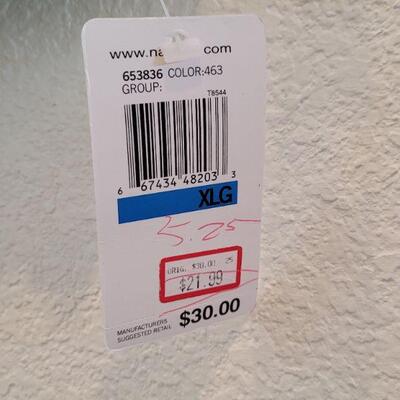 www.na com
653836 COLOR:463
GROUP:
T8544
6 67434 48203 3
XLG
5.25
ORIG. $30.00 25
$21.99
MANUFACTURERS
SUGGESTED RETAIL $30.00